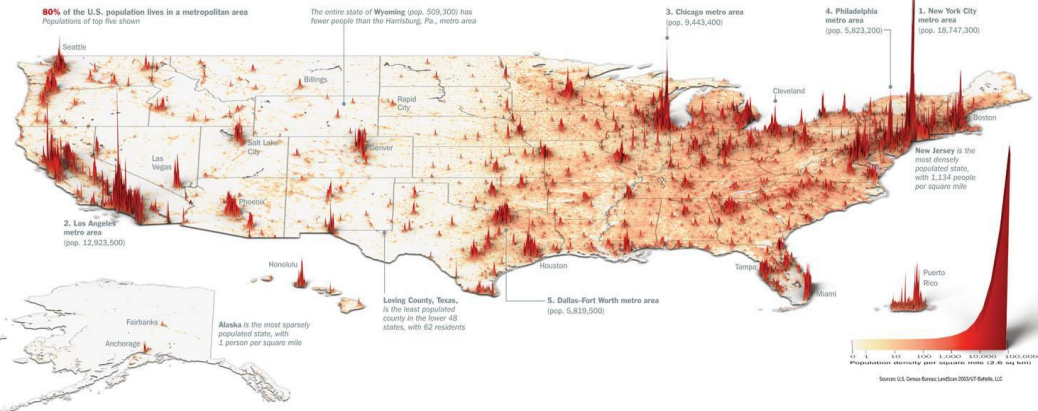 80% of the U.S. population lives in a metropolitan area
Populations of top five shown
The entire state of Wyoming (pop. 509,300) has
fewer people than the Harrisburg, Pa., metro area
3. Chicago metro area
(pop. 9,443,400)
4. Philadelphia
metro area
(pop. 5,823,200)
1. New York City
metro area
(pop. 18,747,300)
Seattle
Billings
Rapid
City
Cleveland
Boston
Salt Lake
City
Denver
Las
Vegas
New Jersey is the
most densely
populated state,
with 1,134 people
per square mile
Phoenix
2. Los Angeles
metro area
(pop. 12,923,500)
Honolulu
Houston
Tampa
Miami
Puerto
Rico
Loving County, Texas,
is the least populated
county in the lower 48
states, with 62 residents
5. Dallas–Fort Worth metro area
(pop. 5,819,500)
Fairbanks
Anchorage
Alaska is the most sparsely
populated state, with
1 person per square mile
0 1 10 100 1,000 10,000 100,000
Population density per square mile (2.6 sq km)
Sources: U.S. Census Bureau; LandScan 2003/UT-Battelle, LLC